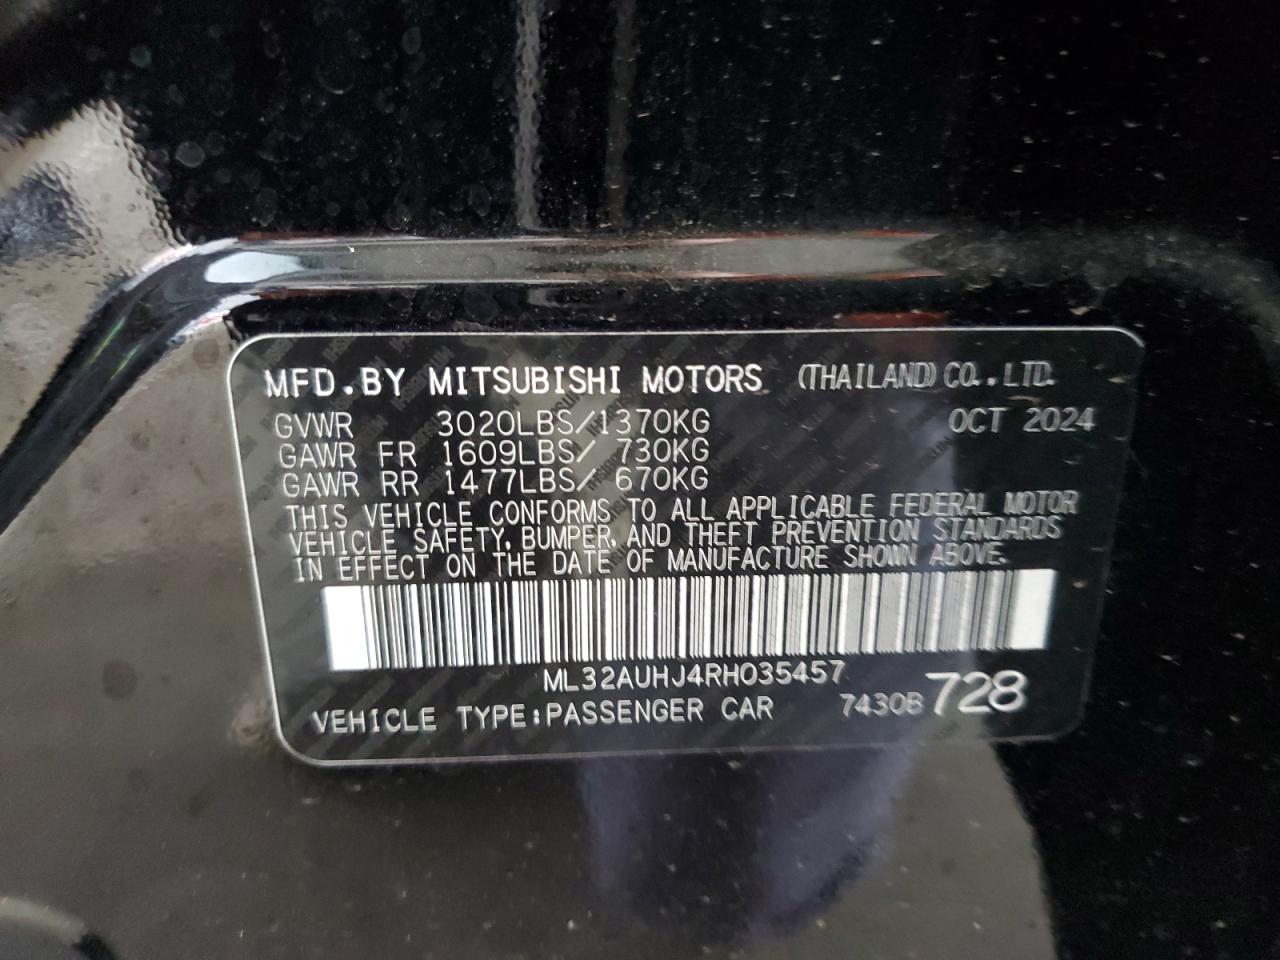 MFD.BY MITSUBISHI MOTORS (THAILAND) CO.,LTD.
GVWR 3020LBS/1370KG OCT 2024
GAWR FR 1609LBS/ 730KG
GAWR RR 1477LBS/ 670KG
THIS VEHICLE CONFORMS TO ALL APPLICABLE FEDERAL MOTOR
VEHICLE SAFETY, BUMPER, AND THEFT PREVENTION STANDARDS
IN EFFECT ON THE DATE OF MANUFACTURE SHOWN ABOVE.
ML32AUHJ4RH035457
VEHICLE TYPE:PASSENGER CAR 7430B 728